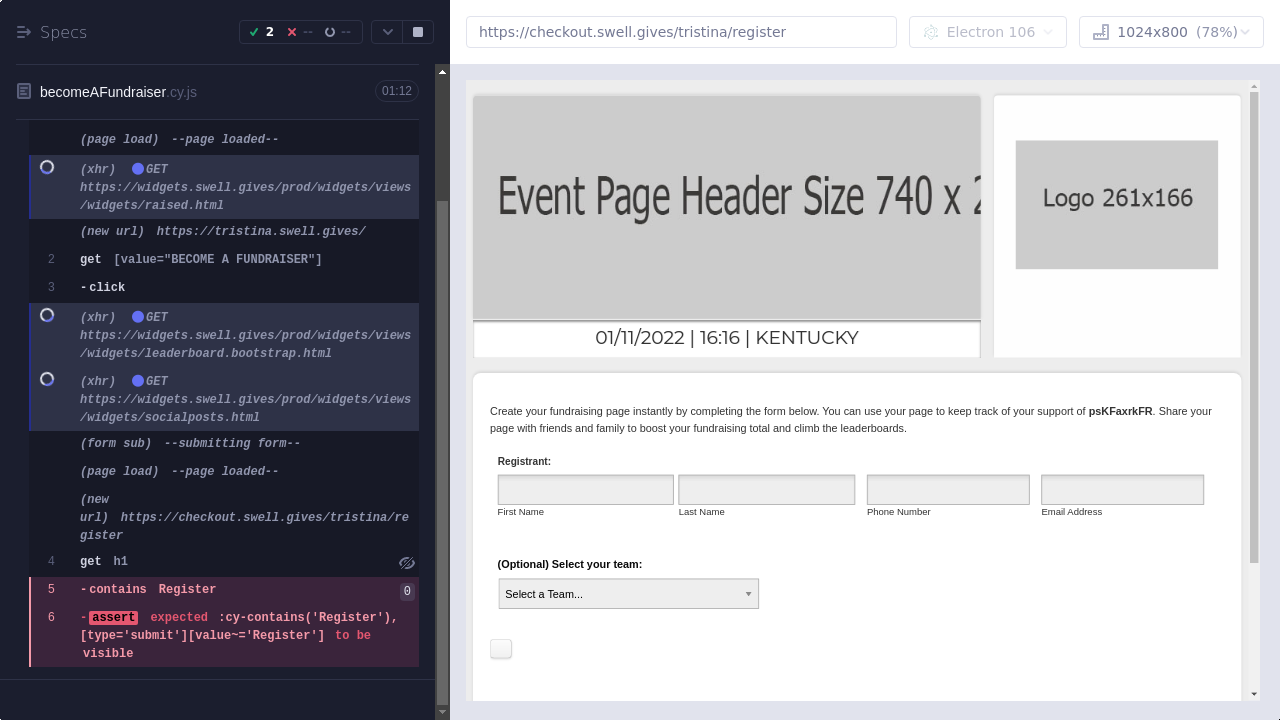 Specs
2 -- --
becomeAFundraiser.cy.js
01:12
(page load) --page loaded--
(xhr) GET
https://widgets.swell.gives/prod/widgets/views
/widgets/raised.html
(new url) https://tristina.swell.gives/
2 get [value="BECOME A FUNDRAISER"]
3 -click
(xhr) GET
https://widgets.swell.gives/prod/widgets/views
/widgets/leaderboard.bootstrap.html
(xhr) GET
https://widgets.swell.gives/prod/widgets/views
/widgets/socialposts.html
(form sub) --submitting form--
(page load) --page loaded--
(new
url) https://checkout.swell.gives/tristina/re
gister
4 get h1
5 -contains Register 0
6 -assert expected :cy-contains('Register'),
[type='submit'][value~='Register'] to be
visible
https://checkout.swell.gives/tristina/register
Electron 106
1024x800 (78%)
Event Page Header Size 740 x
Logo 261x166
01/11/2022 | 16:16 | KENTUCKY
Create your fundraising page instantly by completing the form below. You can use your page to keep track of your support of psKFaxrkFR. Share your
page with friends and family to boost your fundraising total and climb the leaderboards.
Registrant:
First Name
Last Name
Phone Number
Email Address
(Optional) Select your team:
Select a Team...